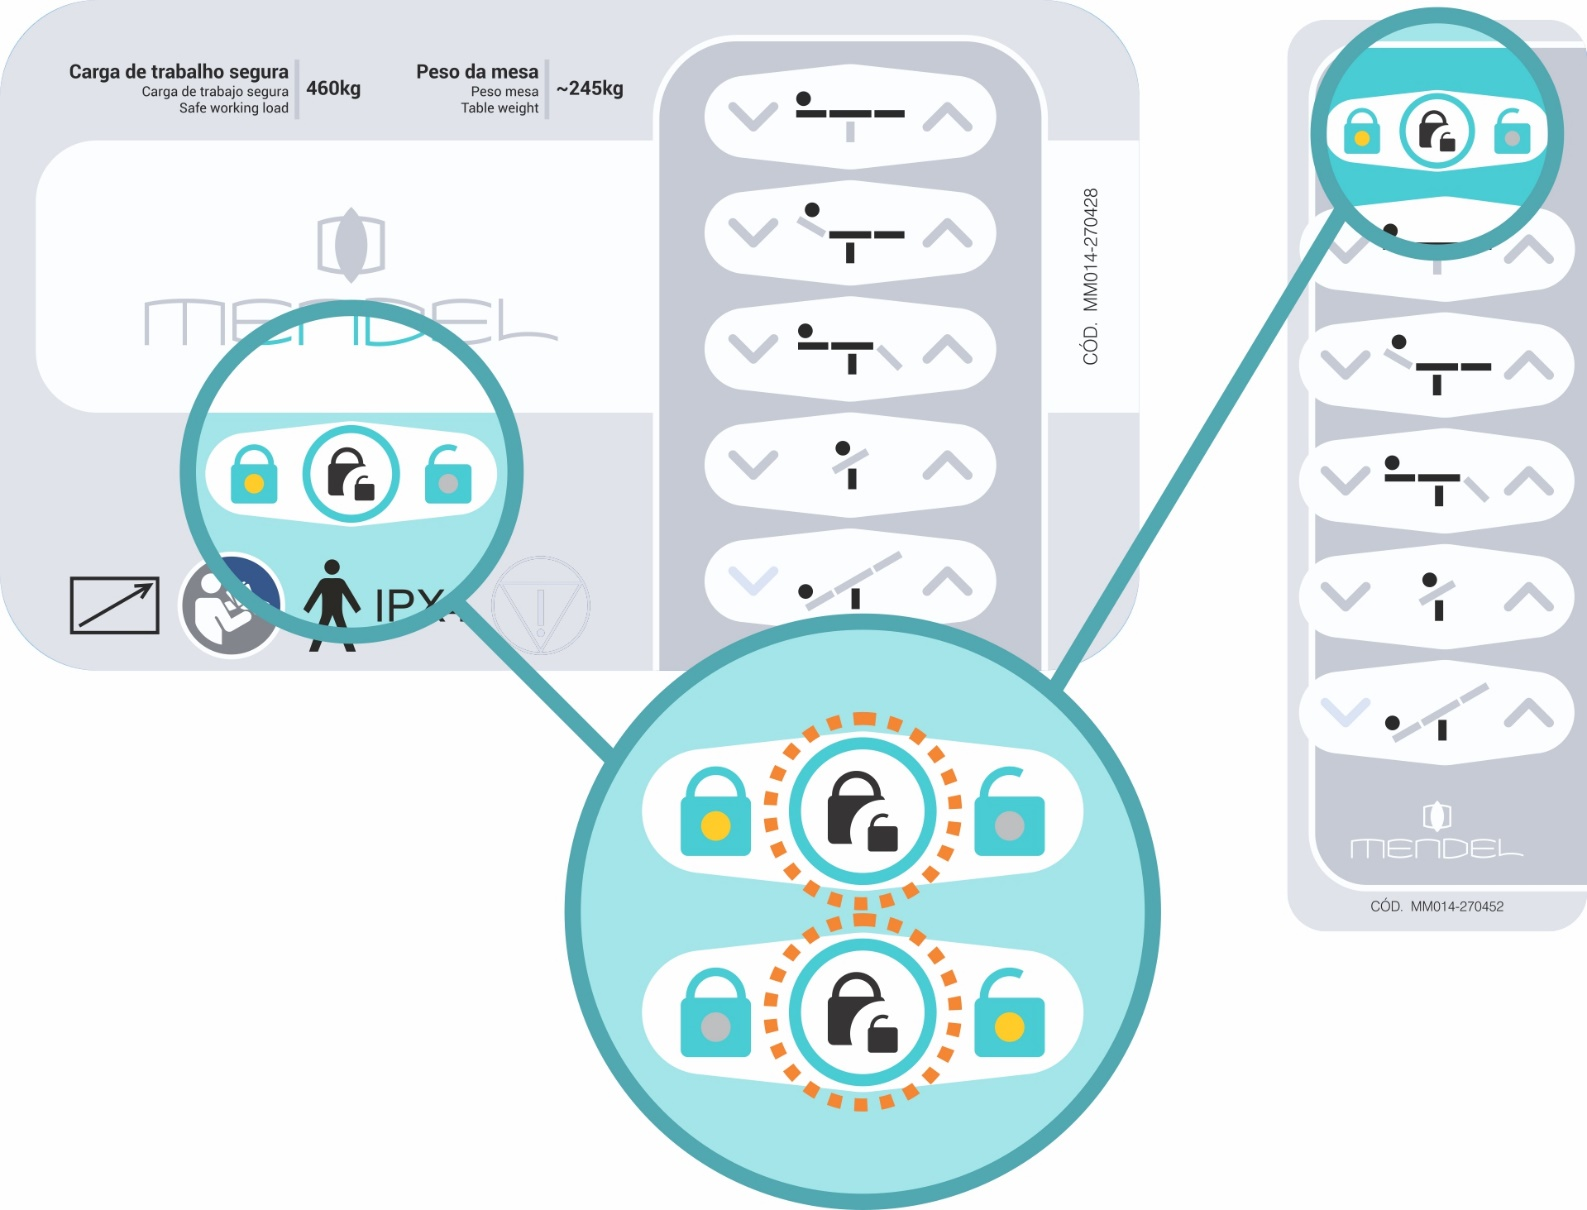 Carga de trabalho segura
Carga de trabajo segura
Safe working load
460kg
Peso da mesa
Peso mesa
Table weight
~245kg
MENDEL
CÓD. MM014-270428
MENDEL
CÓD. MM014-270452